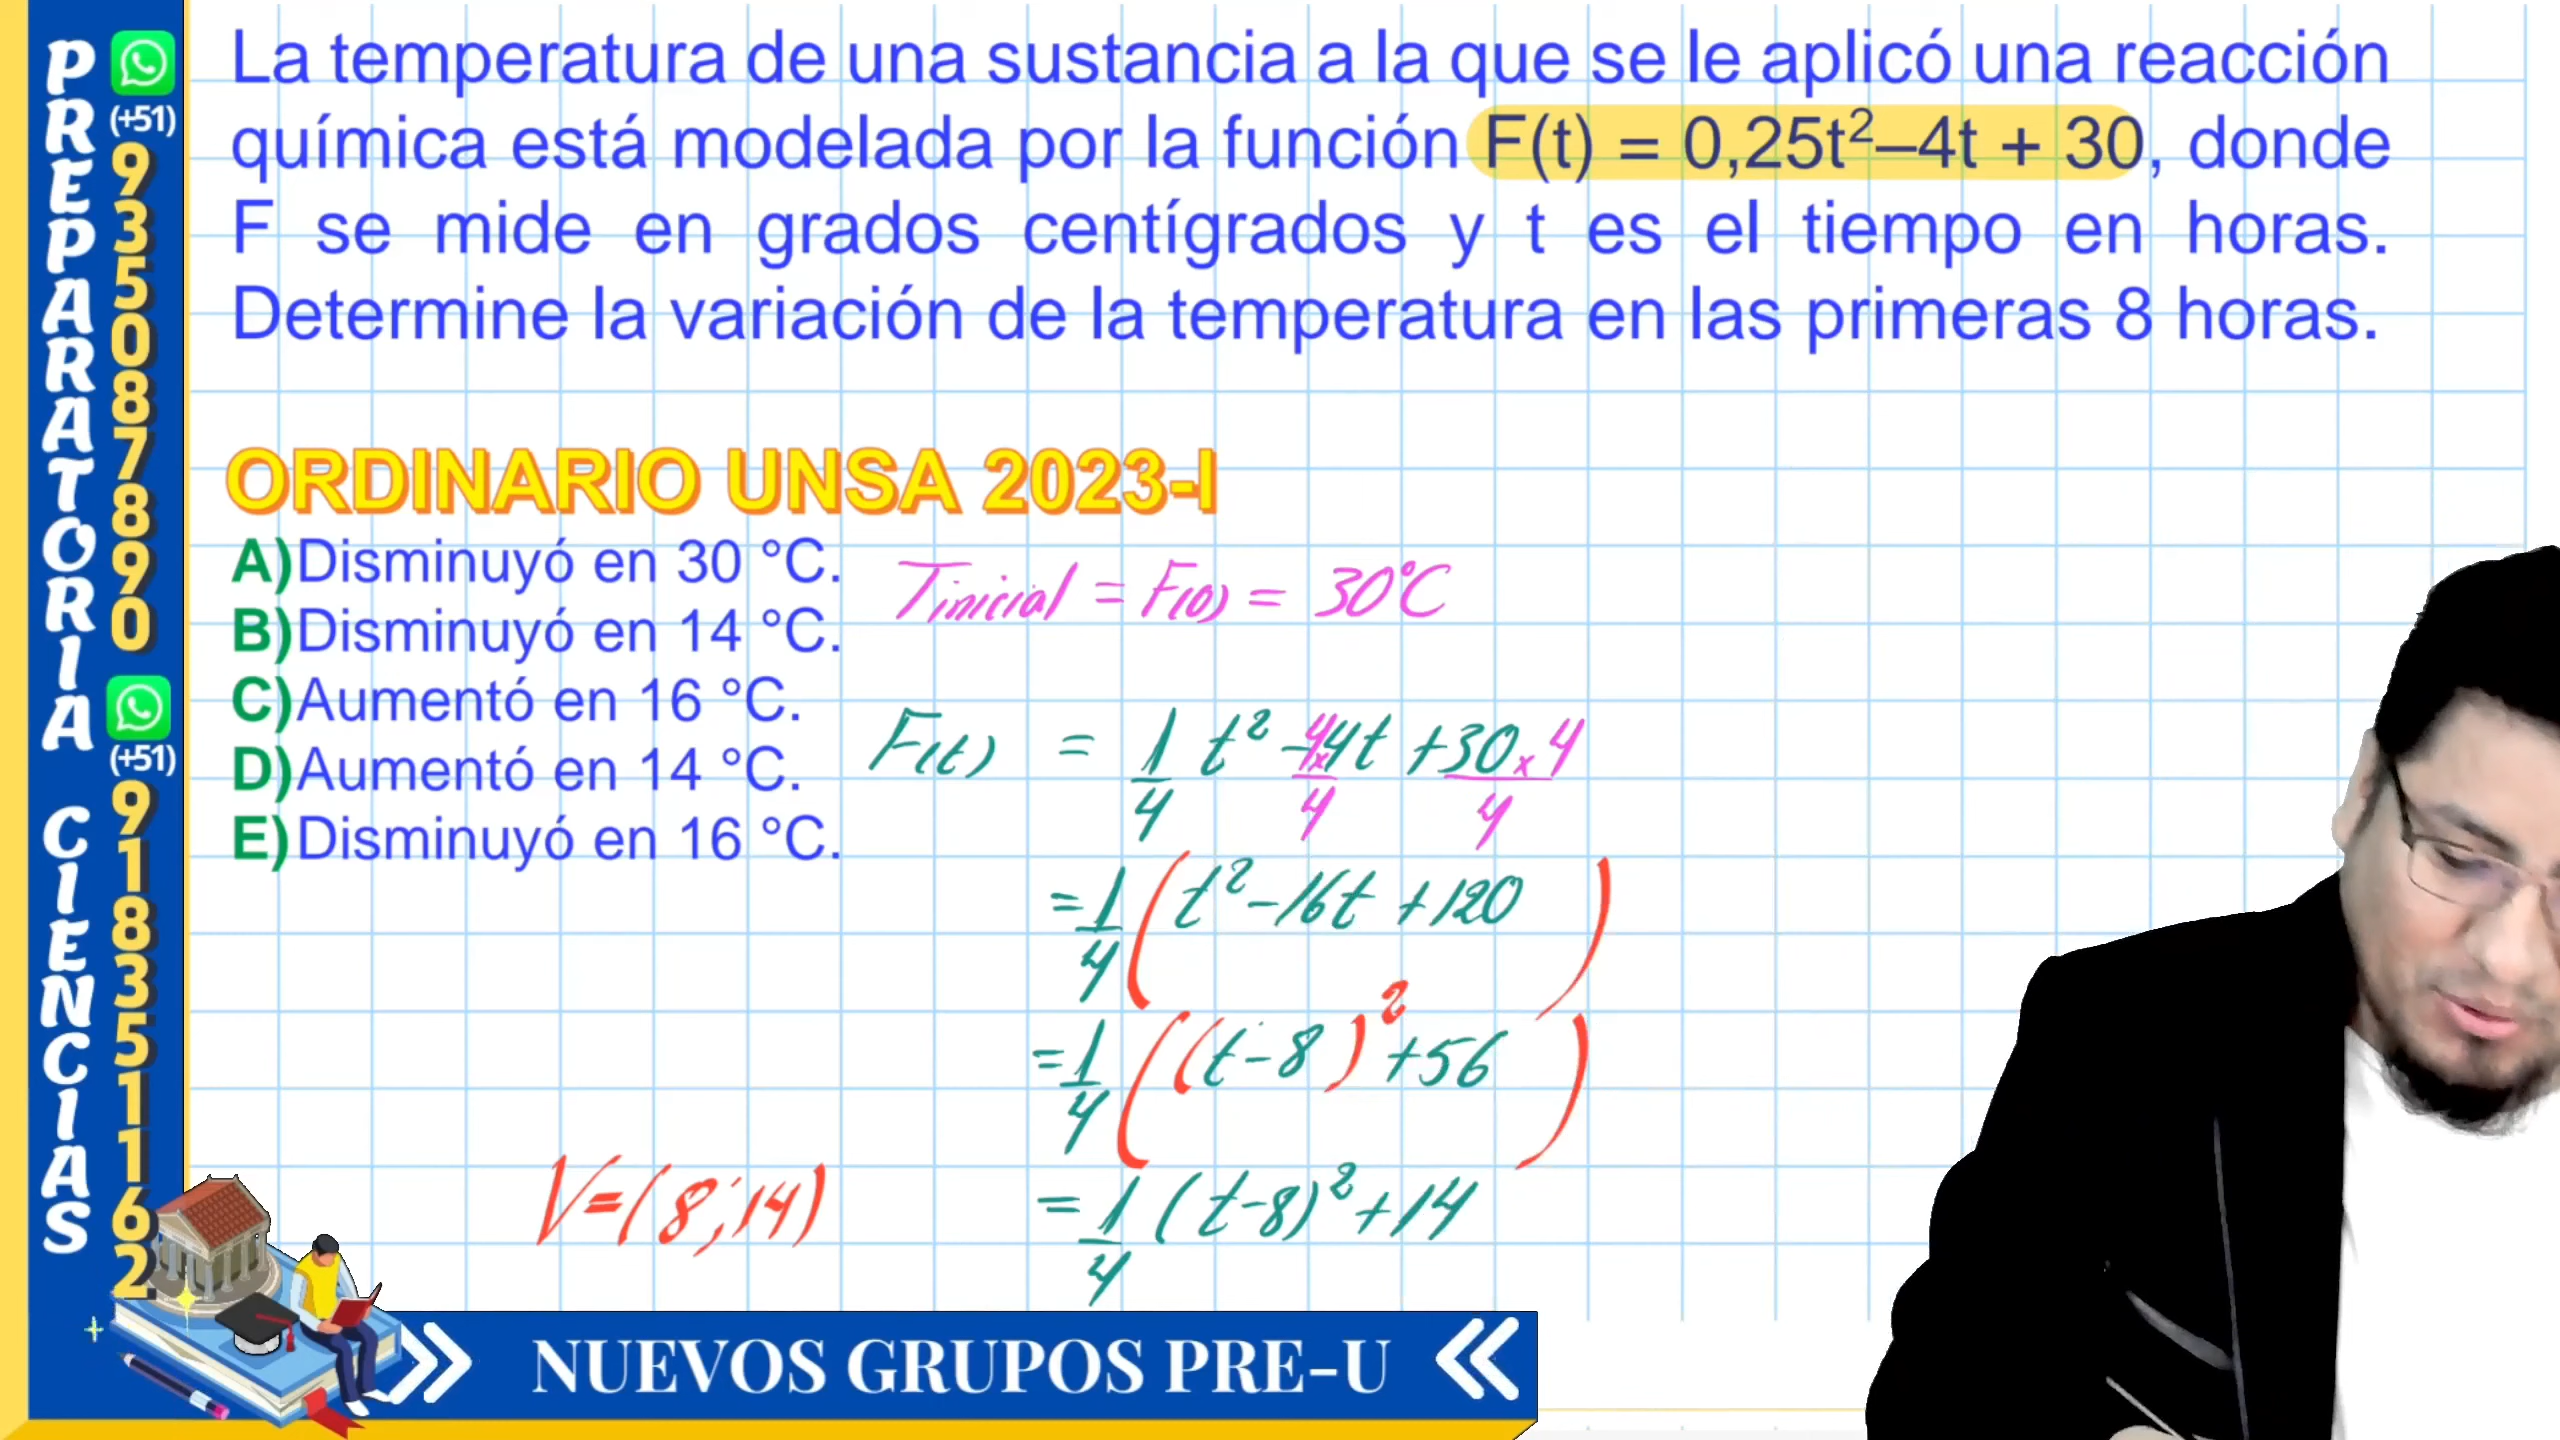 PREPARATORIA CIENCIAS
(+51)
935087890
(+51)
918351162
La temperatura de una sustancia a la que se le aplicó una reacción
química está modelada por la función F(t) = 0,25t²–4t + 30, donde
F se mide en grados centígrados y t es el tiempo en horas.
Determine la variación de la temperatura en las primeras 8 horas.
ORDINARIO UNSA 2023-I
A)Disminuyó en 30 °C.
B)Disminuyó en 14 °C.
C)Aumentó en 16 °C.
D)Aumentó en 14 °C.
E)Disminuyó en 16 °C.
Tinicial = F(0) = 30°C
F(t) = 1/4 t² - 4x4t/4 + 30x4/4
= 1/4 (t² - 16t + 120)
= 1/4 ((t - 8)² + 56)
= 1/4 (t - 8)² + 14
V = (8; 14)
NUEVOS GRUPOS PRE-U